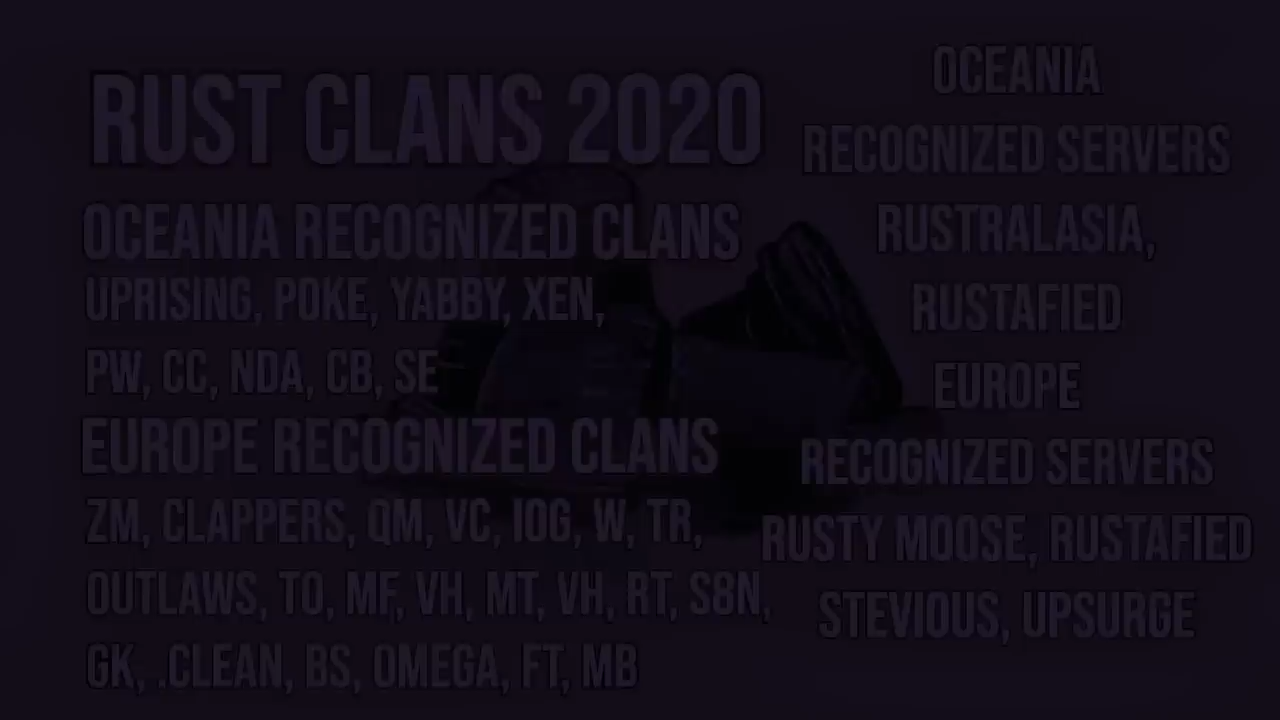 RUST CLANS 2020
OCEANIA RECOGNIZED CLANS
UPRISING, POKE, YABBY, XEN,
PW, CC, NDA, CB, SE
EUROPE RECOGNIZED CLANS
ZM, CLAPPERS, QM, VC, IOG, W, TR,
OUTLAWS, TO, MF, VH, MT, VH, RT, S8N,
GK, .CLEAN, BS, OMEGA, FT, MB
OCEANIA
RECOGNIZED SERVERS
RUSTRALASIA,
RUSTAFIED
EUROPE
RECOGNIZED SERVERS
RUSTY MOOSE, RUSTAFIED
STEVIOUS, UPSURGE